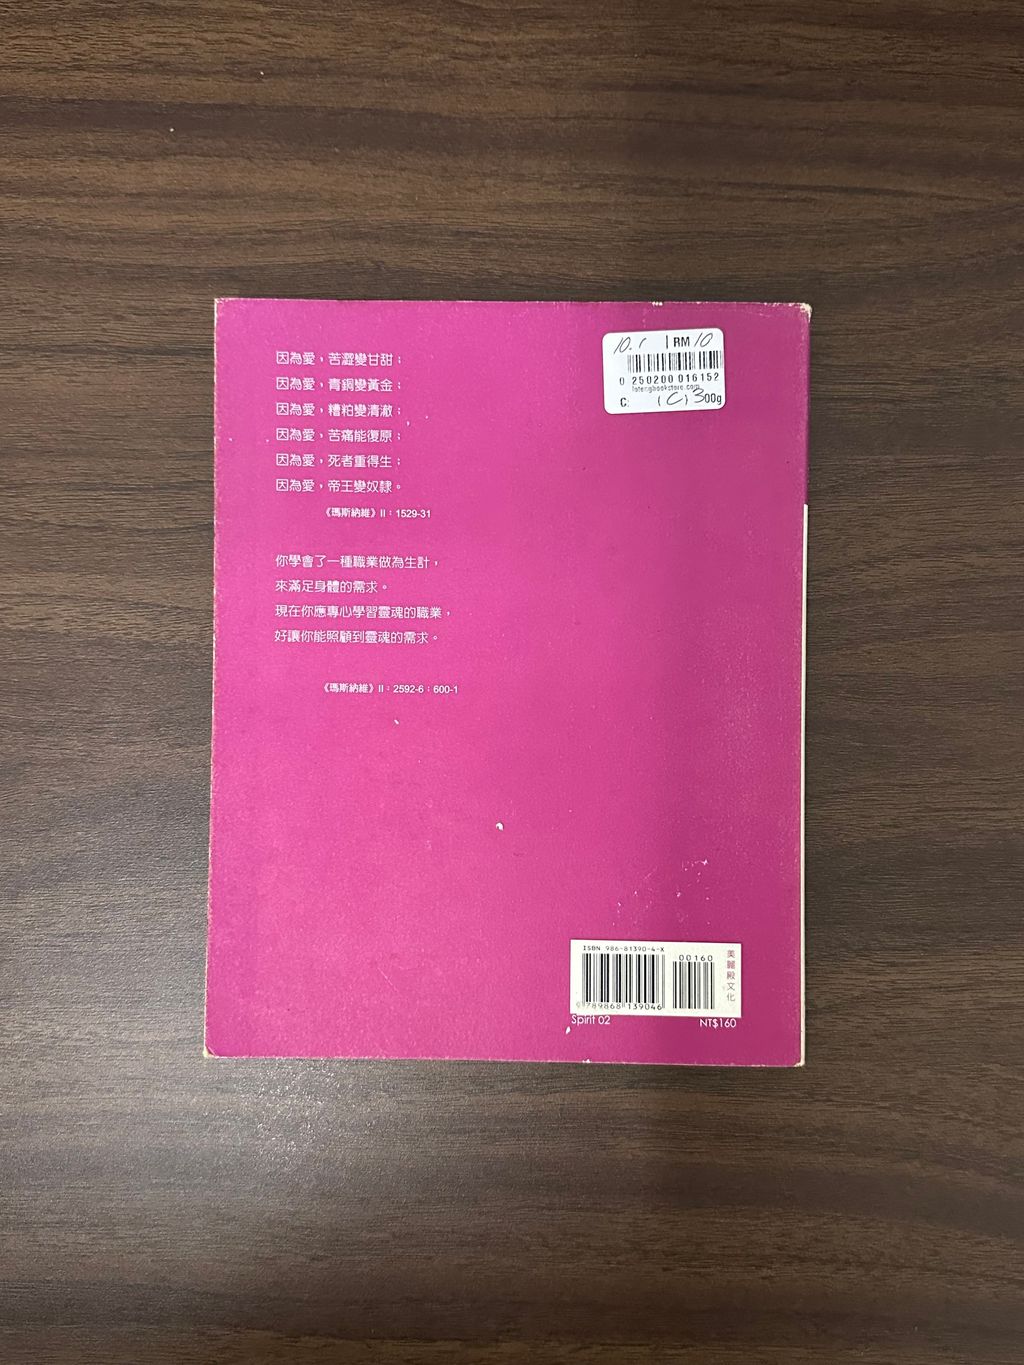 因為愛，苦澀變甘甜；
因為愛，青銅變黃金；
因為愛，糟粕變清澈；
因為愛，苦痛能復原；
因為愛，死者重得生；
因為愛，帝王變奴隸。
《瑪斯納維》II：1529-31
你學會了一種職業做為生計，
來滿足身體的需求。
現在你應專心學習靈魂的職業，
好讓你能照顧到靈魂的需求。
《瑪斯納維》II：2592-6；600-1
RM 10
0 250200 016152
lotengbookstore.com
C: (C) 300g
ISBN 986-81390-4-X
00160
9 789868 139046
美麗殿文化
Spirit 02
NT$160